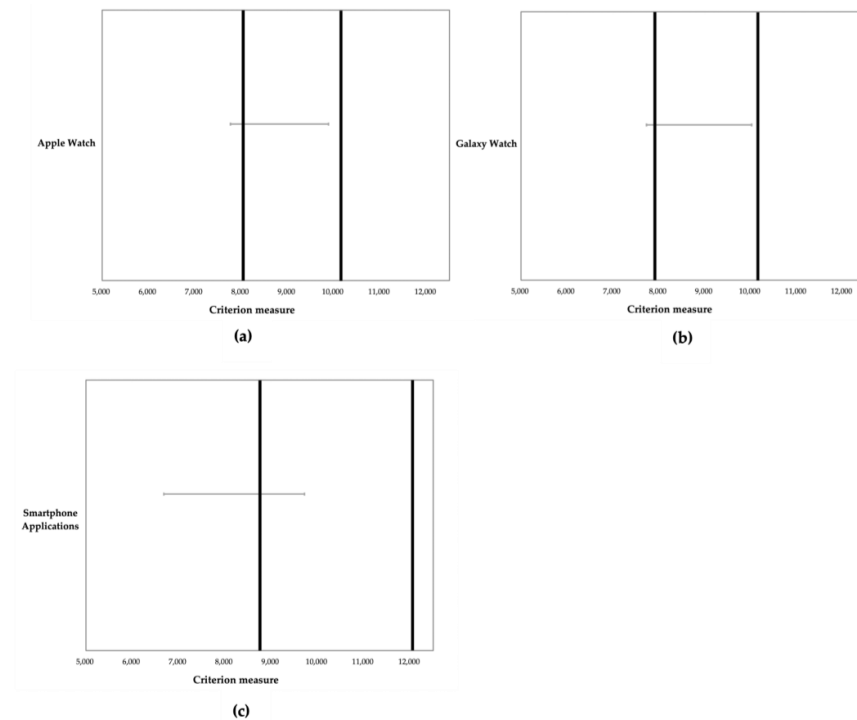 Apple Watch
5,000 6,000 7,000 8,000 9,000 10,000 11,000 12,000
Criterion measure
(a)
Galaxy Watch
5,000 6,000 7,000 8,000 9,000 10,000 11,000 12,000
Criterion measure
(b)
Smartphone
Applications
5,000 6,000 7,000 8,000 9,000 10,000 11,000 12,000
Criterion measure
(c)